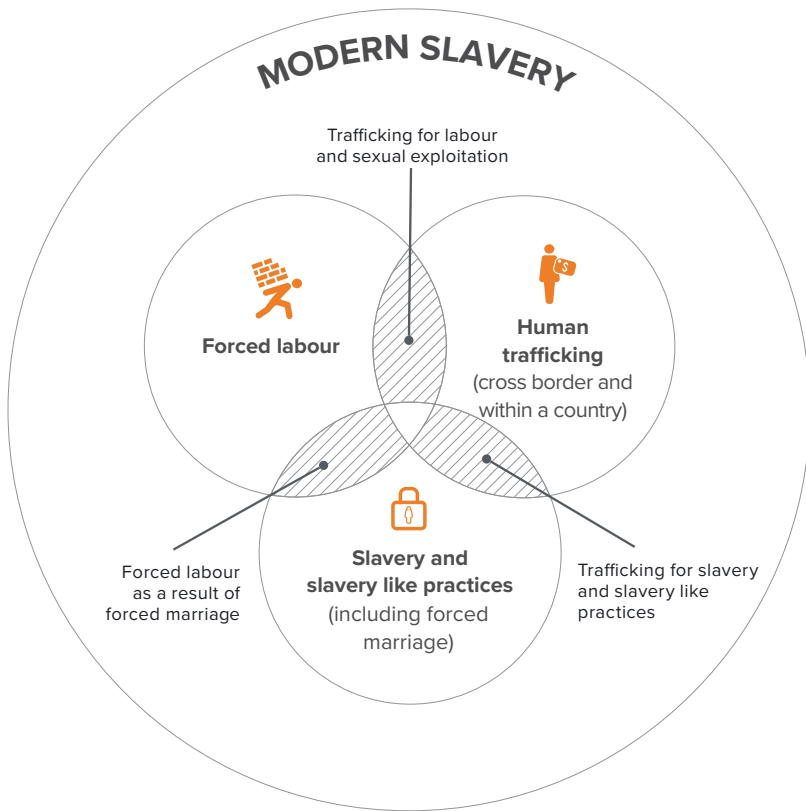 MODERN SLAVERY
Trafficking for labour
and sexual exploitation
Forced labour
$
Human
trafficking
(cross border and
within a country)
Slavery and
slavery like practices
(including forced
marriage)
Forced labour
as a result of
forced marriage
Trafficking for slavery
and slavery like
practices